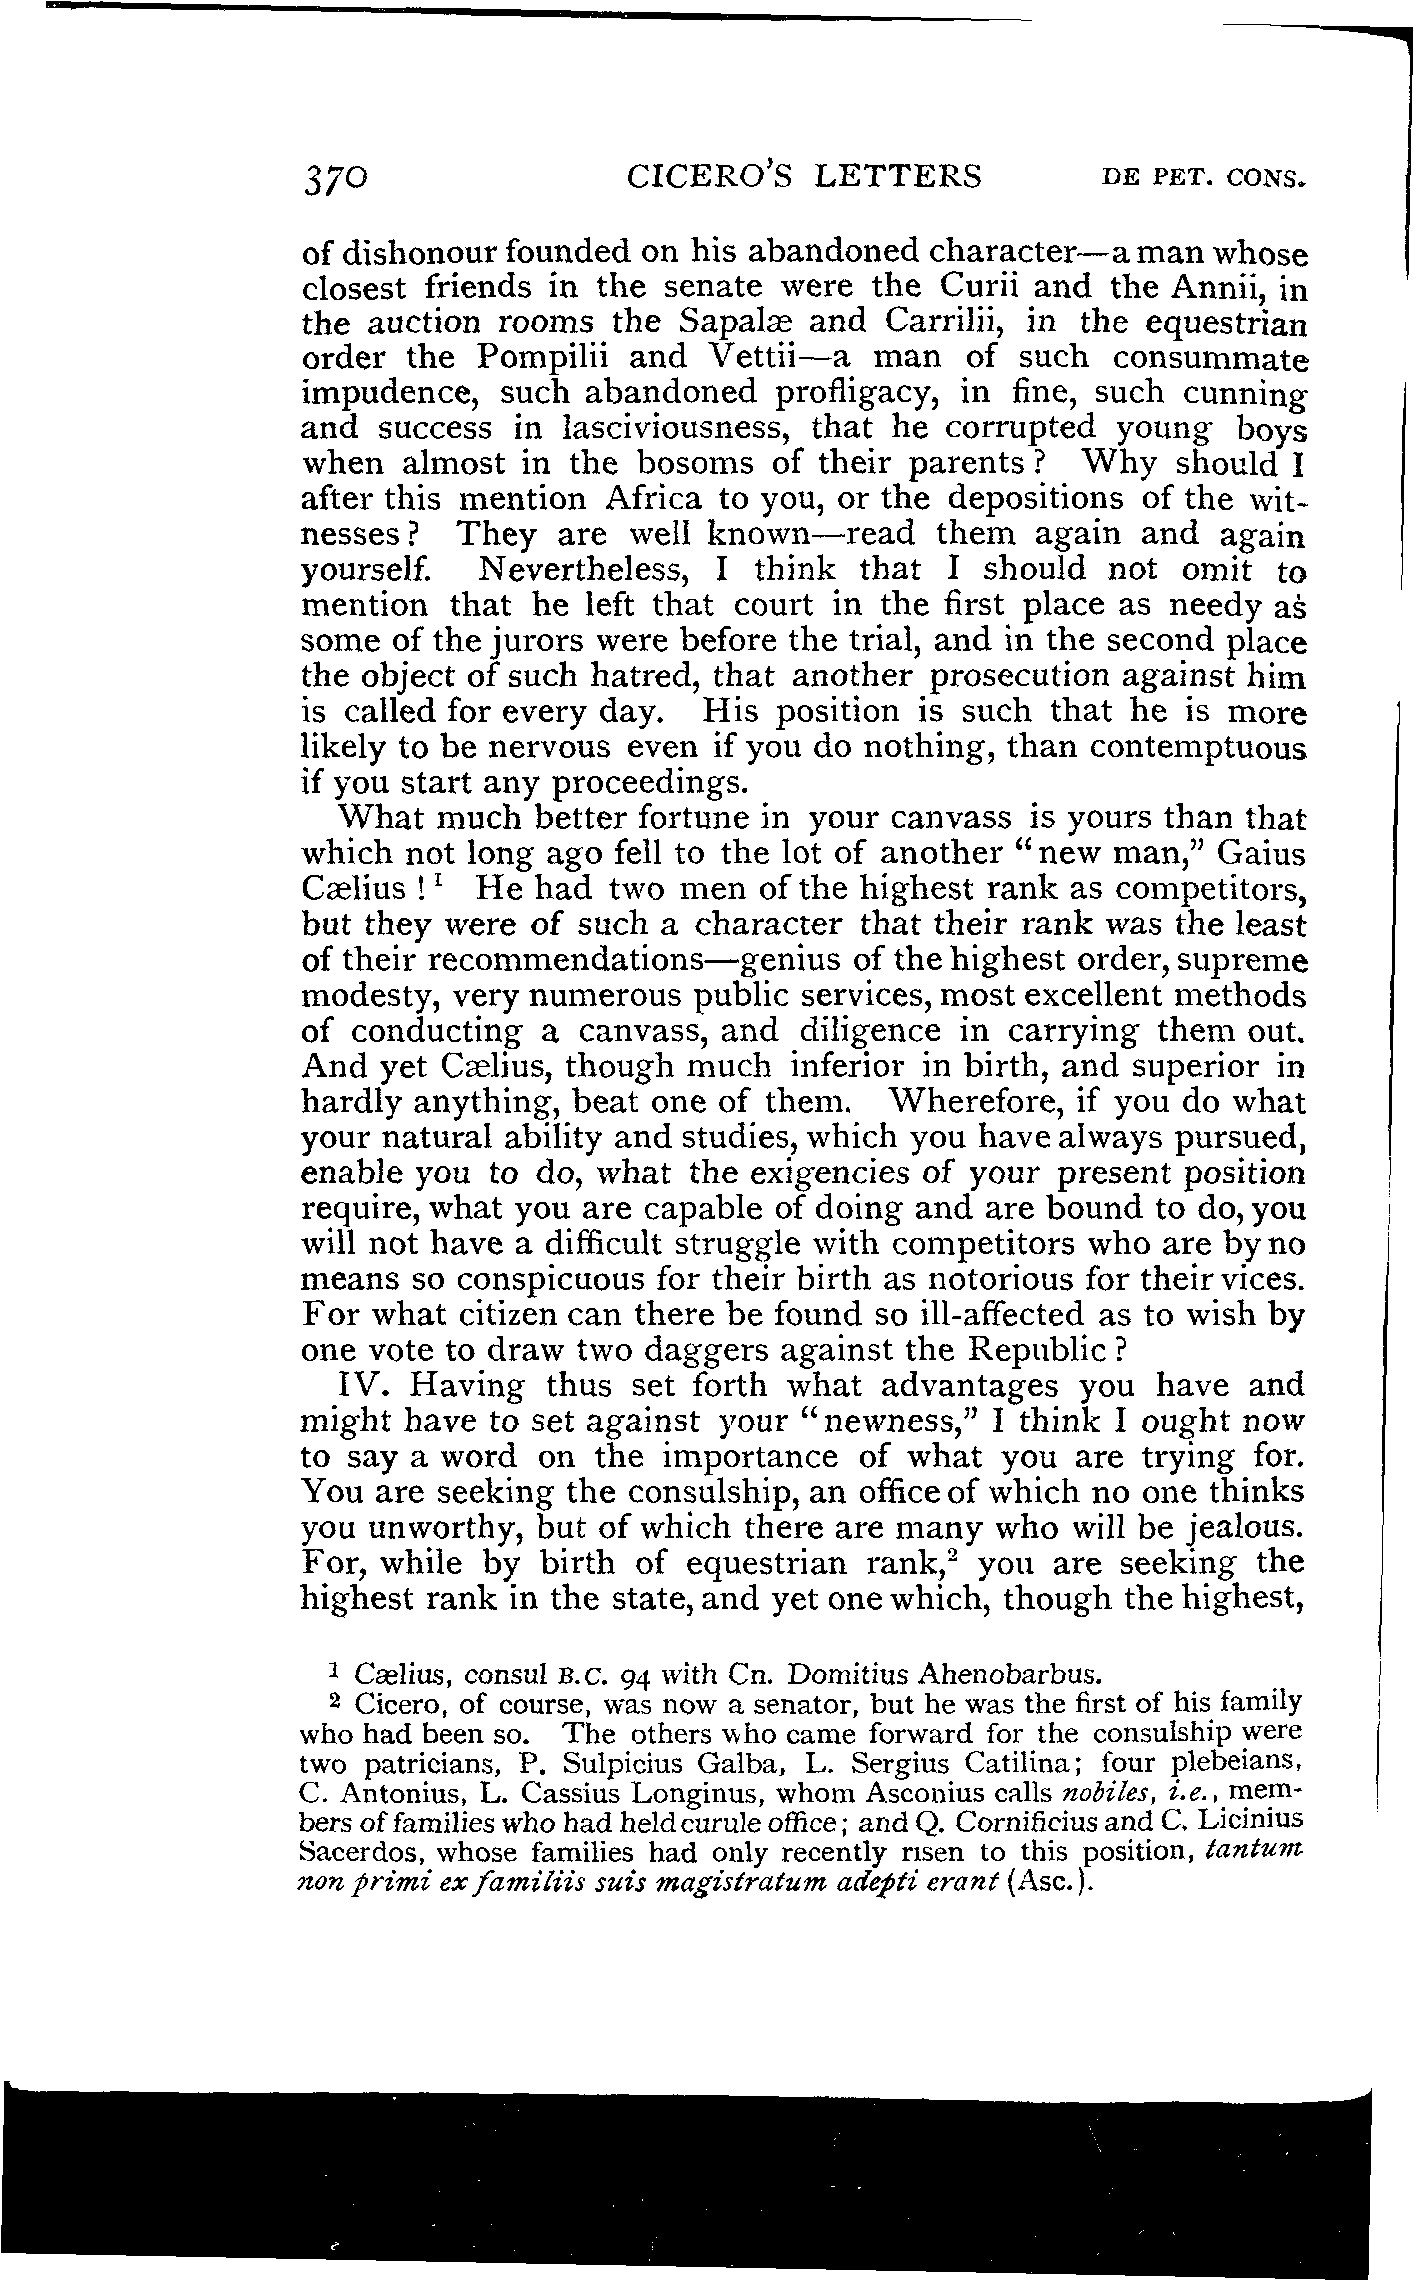 370 CICERO'S LETTERS DE PET. CONS.
of dishonour founded on his abandoned character—a man whose
closest friends in the senate were the Curii and the Annii, in
the auction rooms the Sapalæ and Carrilii, in the equestrian
order the Pompilii and Vettii—a man of such consummate
impudence, such abandoned profligacy, in fine, such cunning
and success in lasciviousness, that he corrupted young boys
when almost in the bosoms of their parents? Why should I
after this mention Africa to you, or the depositions of the wit-
nesses? They are well known—read them again and again
yourself. Nevertheless, I think that I should not omit to
mention that he left that court in the first place as needy as
some of the jurors were before the trial, and in the second place
the object of such hatred, that another prosecution against him
is called for every day. His position is such that he is more
likely to be nervous even if you do nothing, than contemptuous
if you start any proceedings.
What much better fortune in your canvass is yours than that
which not long ago fell to the lot of another "new man," Gaius
Cælius!¹ He had two men of the highest rank as competitors,
but they were of such a character that their rank was the least
of their recommendations—genius of the highest order, supreme
modesty, very numerous public services, most excellent methods
of conducting a canvass, and diligence in carrying them out.
And yet Cælius, though much inferior in birth, and superior in
hardly anything, beat one of them. Wherefore, if you do what
your natural ability and studies, which you have always pursued,
enable you to do, what the exigencies of your present position
require, what you are capable of doing and are bound to do, you
will not have a difficult struggle with competitors who are by no
means so conspicuous for their birth as notorious for their vices.
For what citizen can there be found so ill-affected as to wish by
one vote to draw two daggers against the Republic?
IV. Having thus set forth what advantages you have and
might have to set against your "newness," I think I ought now
to say a word on the importance of what you are trying for.
You are seeking the consulship, an office of which no one thinks
you unworthy, but of which there are many who will be jealous.
For, while by birth of equestrian rank,² you are seeking the
highest rank in the state, and yet one which, though the highest,
¹ Cælius, consul B.C. 94 with Cn. Domitius Ahenobarbus.
² Cicero, of course, was now a senator, but he was the first of his family
who had been so. The others who came forward for the consulship were
two patricians, P. Sulpicius Galba, L. Sergius Catilina; four plebeians,
C. Antonius, L. Cassius Longinus, whom Asconius calls nobiles, i.e., mem-
bers of families who had held curule office; and Q. Cornificius and C. Licinius
Sacerdos, whose families had only recently risen to this position, tantum
non primi ex familiis suis magistratum adepti erant (Asc.).